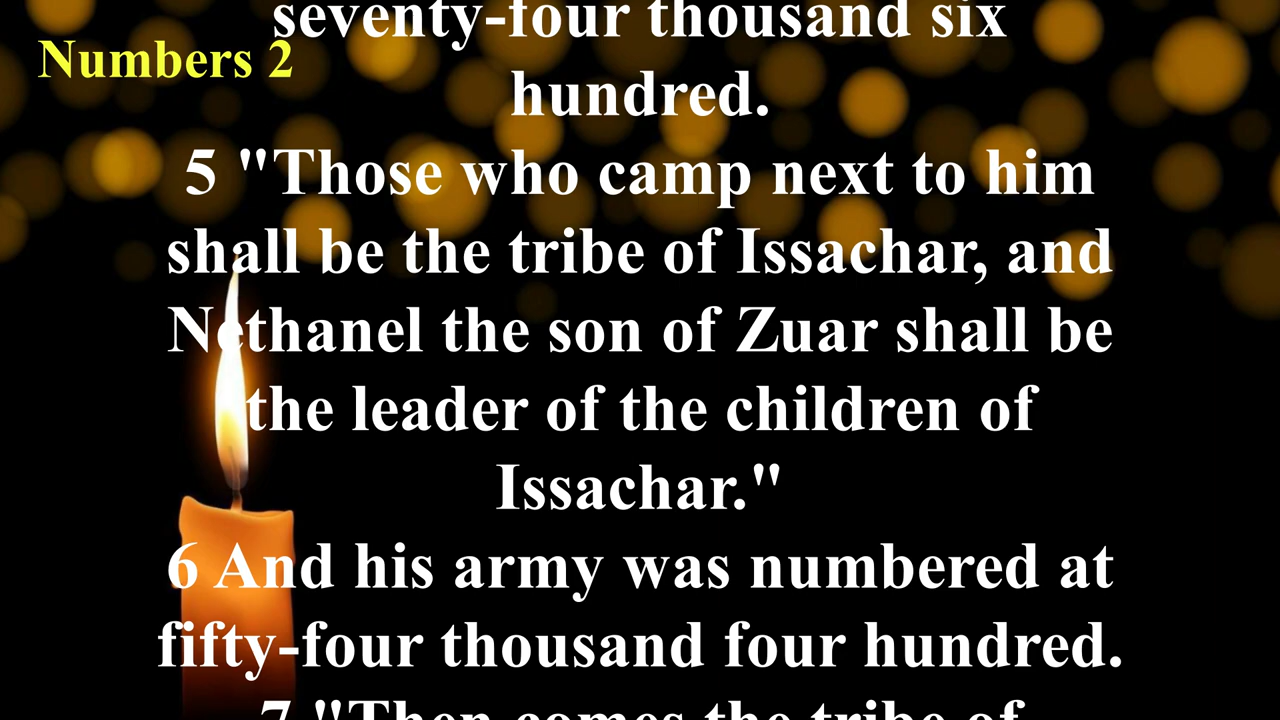 seventy-four thousand six
Numbers 2
hundred.
5 "Those who camp next to him
shall be the tribe of Issachar, and
Nethanel the son of Zuar shall be
the leader of the children of
Issachar."
6 And his army was numbered at
fifty-four thousand four hundred.
7 "Then comes the tribe of